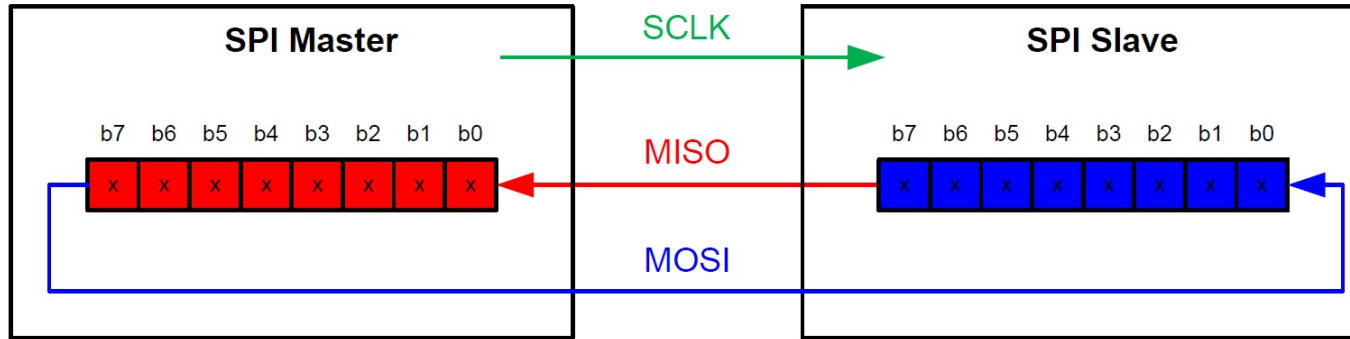 SPI Master
SCLK
SPI Slave
b7 b6 b5 b4 b3 b2 b1 b0
MISO
b7 b6 b5 b4 b3 b2 b1 b0
x x x x x x x x
x x x x x x x x
MOSI